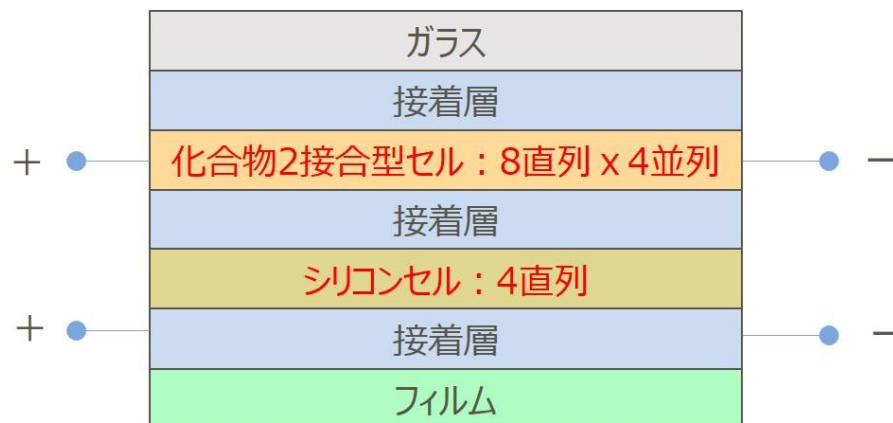 ガラス
接着層
+ 化合物2接合型セル：8直列 x 4並列 −
接着層
シリコンセル：4直列
+ 接着層 −
フィルム